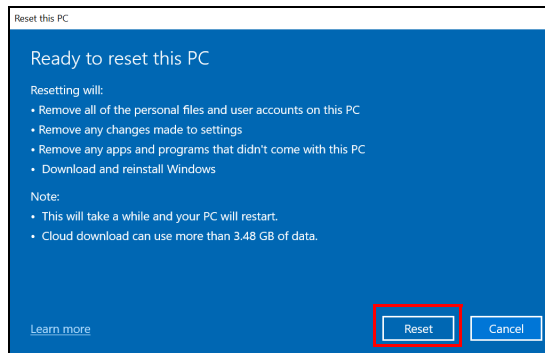 Reset this PC
Ready to reset this PC
Resetting will:
• Remove all of the personal files and user accounts on this PC
• Remove any changes made to settings
• Remove any apps and programs that didn't come with this PC
• Download and reinstall Windows
Note:
• This will take a while and your PC will restart.
• Cloud download can use more than 3.48 GB of data.
Learn more
Reset
Cancel